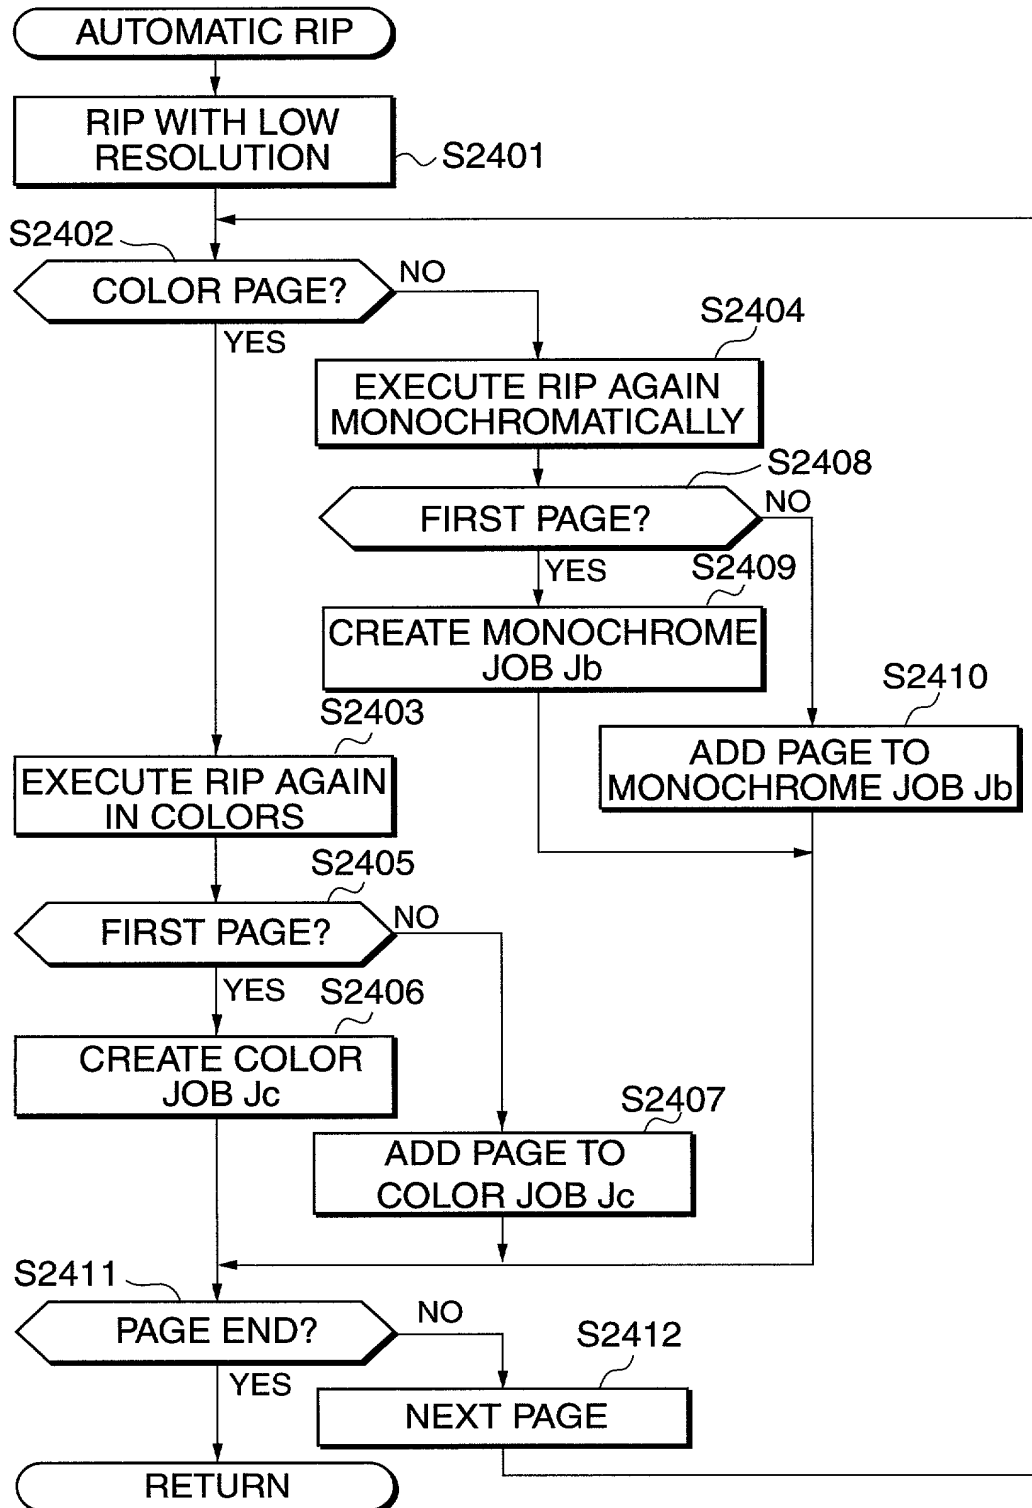 AUTOMATIC RIP
RIP WITH LOW
RESOLUTION
S2401
S2402
COLOR PAGE?
NO
YES
S2404
EXECUTE RIP AGAIN
MONOCHROMATICALLY
S2408
FIRST PAGE?
NO
YES
S2409
CREATE MONOCHROME
JOB Jb
S2410
ADD PAGE TO
MONOCHROME JOB Jb
S2403
EXECUTE RIP AGAIN
IN COLORS
S2405
FIRST PAGE?
NO
YES
S2406
CREATE COLOR
JOB Jc
S2407
ADD PAGE TO
COLOR JOB Jc
S2411
PAGE END?
NO
YES
S2412
NEXT PAGE
RETURN